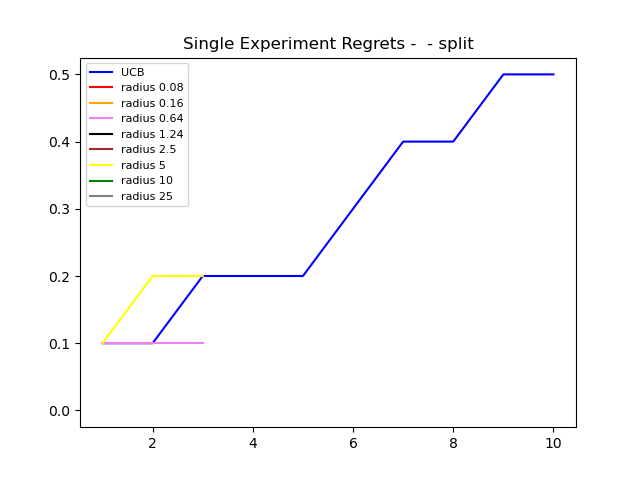 Single Experiment Regrets -  - split
UCB
radius 0.08
radius 0.16
radius 0.64
radius 1.24
radius 2.5
radius 5
radius 10
radius 25
0.5
0.4
0.3
0.2
0.1
0.0
2 4 6 8 10